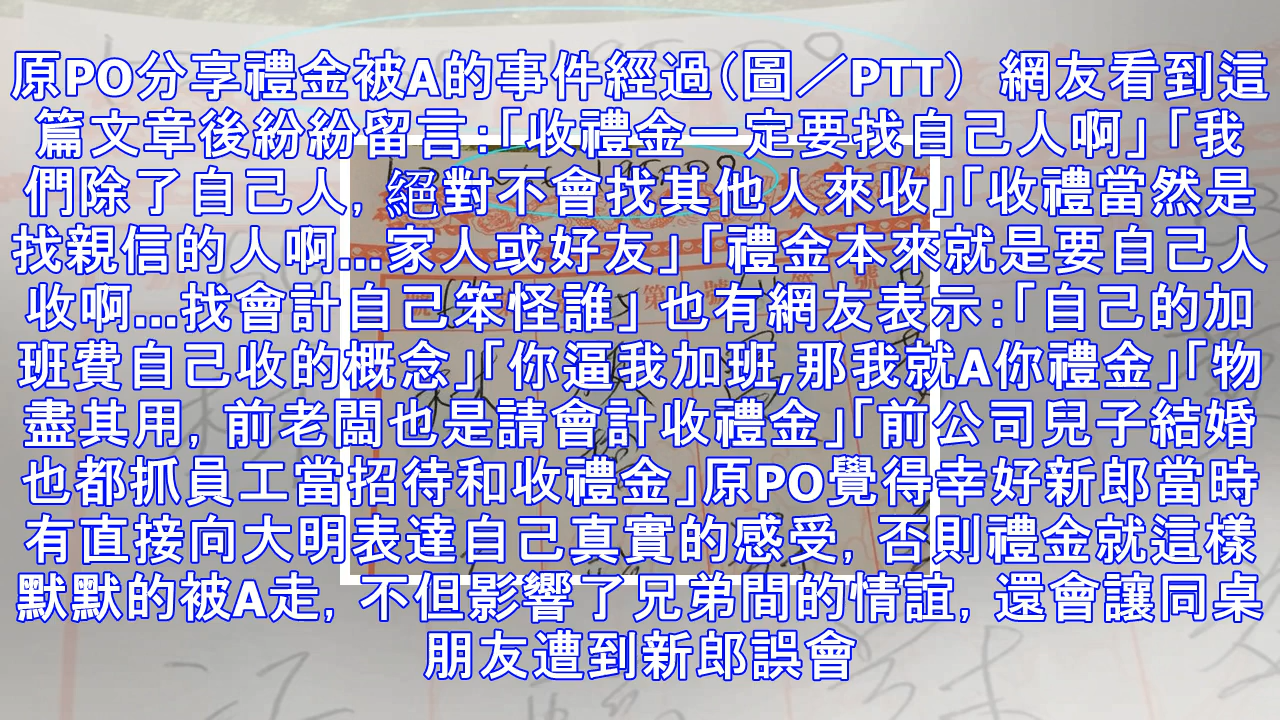 原PO分享禮金被A的事件經過(圖／PTT) 網友看到這
篇文章後紛紛留言:「收禮金一定要找自己人啊」「我
們除了自己人, 絕對不會找其他人來收」「收禮當然是
找親信的人啊...家人或好友」「禮金本來就是要自己人
收啊...找會計自己笨怪誰」也有網友表示:「自己的加
班費自己收的概念」「你逼我加班,那我就A你禮金」「物
盡其用, 前老闆也是請會計收禮金」「前公司兒子結婚
也都抓員工當招待和收禮金」原PO覺得幸好新郎當時
有直接向大明表達自己真實的感受, 否則禮金就這樣
默默的被A走, 不但影響了兄弟間的情誼, 還會讓同桌
朋友遭到新郎誤會